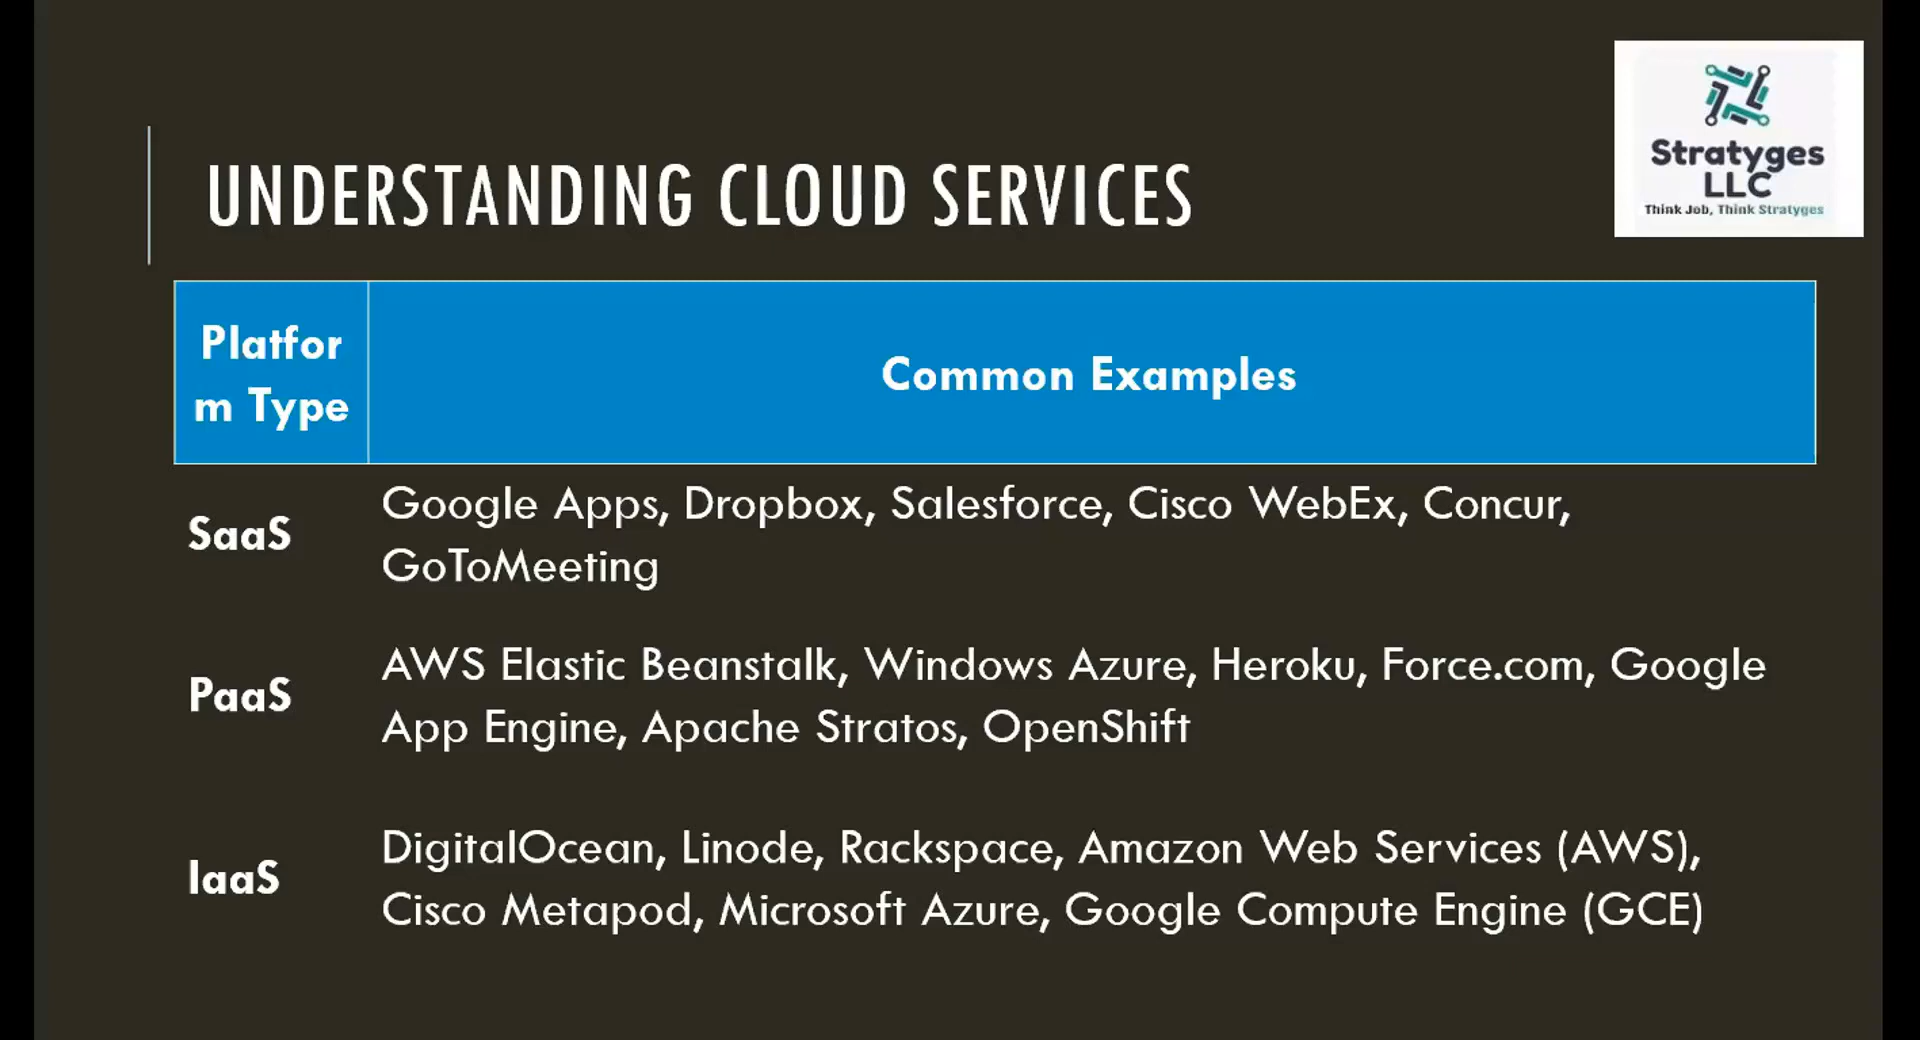 Stratyges
LLC
Think Job, Think Stratyges
UNDERSTANDING CLOUD SERVICES
Platfor
m Type
Common Examples
SaaS
Google Apps, Dropbox, Salesforce, Cisco WebEx, Concur,
GoToMeeting
PaaS
AWS Elastic Beanstalk, Windows Azure, Heroku, Force.com, Google
App Engine, Apache Stratos, OpenShift
IaaS
DigitalOcean, Linode, Rackspace, Amazon Web Services (AWS),
Cisco Metapod, Microsoft Azure, Google Compute Engine (GCE)